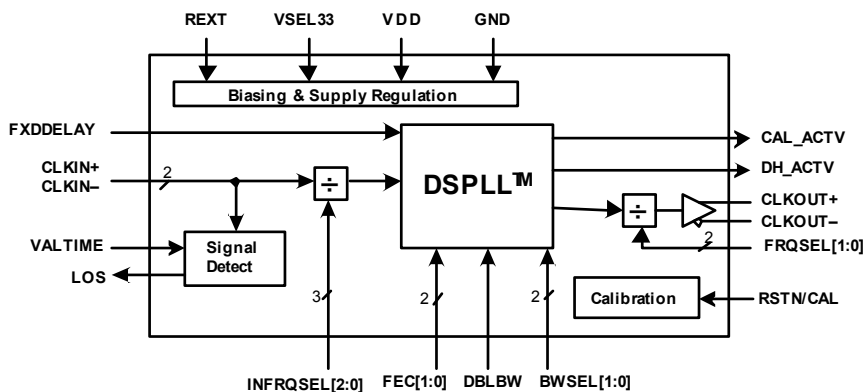 REXT VSEL33 VDD GND
Biasing & Supply Regulation
FXDDELAY
CLKIN+
CLKIN–
2
÷
DSPLL™
CAL_ACTV
DH_ACTV
÷
CLKOUT+
CLKOUT–
2
FRQSEL[1:0]
VALTIME
LOS
Signal
Detect
3
2
2
Calibration
RSTN/CAL
INFRQSEL[2:0] FEC[1:0] DBLBW BWSEL[1:0]